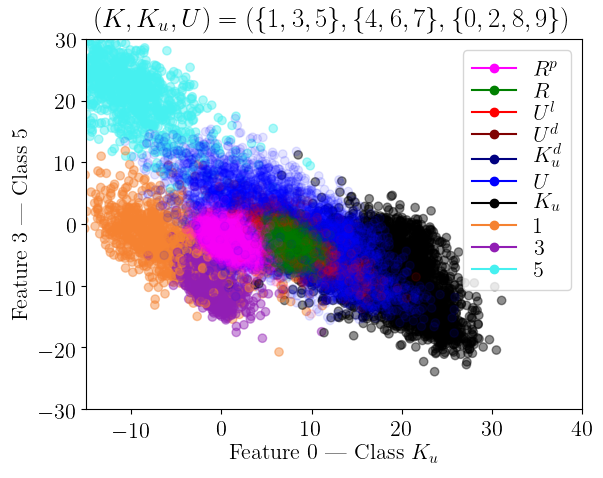 (K, K_u, U) = ({1, 3, 5}, {4, 6, 7}, {0, 2, 8, 9})
30
20
10
0
−10
−20
−30
Feature 3 — Class 5
R^p
R
U^l
U^d
K_u^d
U
K_u
1
3
5
−10
0
10
20
30
40
Feature 0 — Class K_u